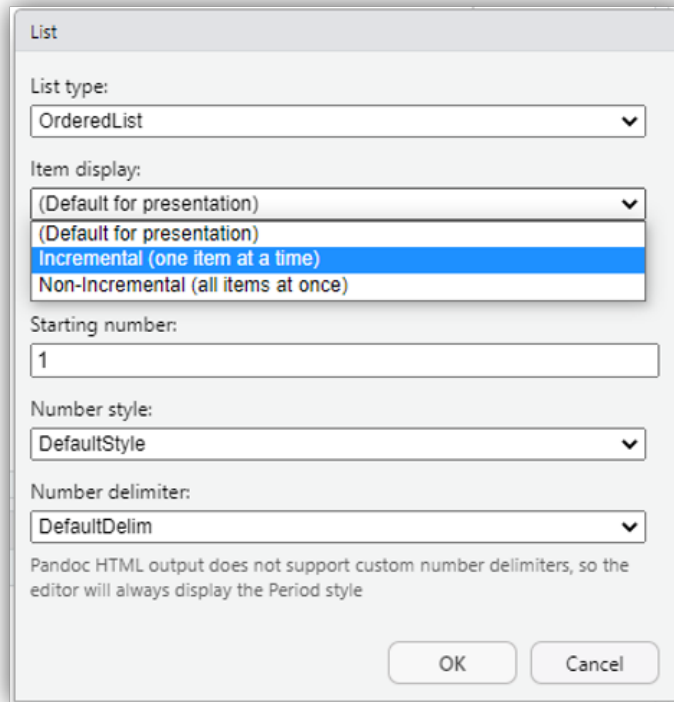 List
List type:
OrderedList
Item display:
(Default for presentation)
(Default for presentation)
Incremental (one item at a time)
Non-Incremental (all items at once)
Starting number:
1
Number style:
DefaultStyle
Number delimiter:
DefaultDelim
Pandoc HTML output does not support custom number delimiters, so the
editor will always display the Period style
OK Cancel